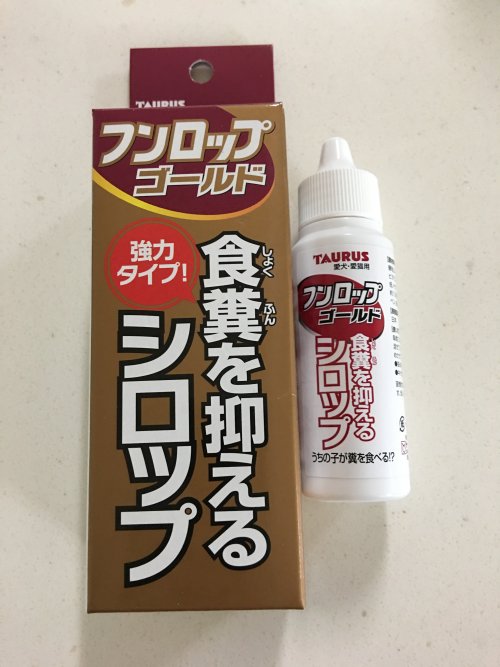 TAURUS
フンロップ
ゴールド
強力
タイプ!
食糞を抑える
しょく
ふん
シロップ
TAURUS
愛犬・愛猫用
フンロップ
ゴールド
食糞を抑える
シロップ
うちの子が糞を食べる!?